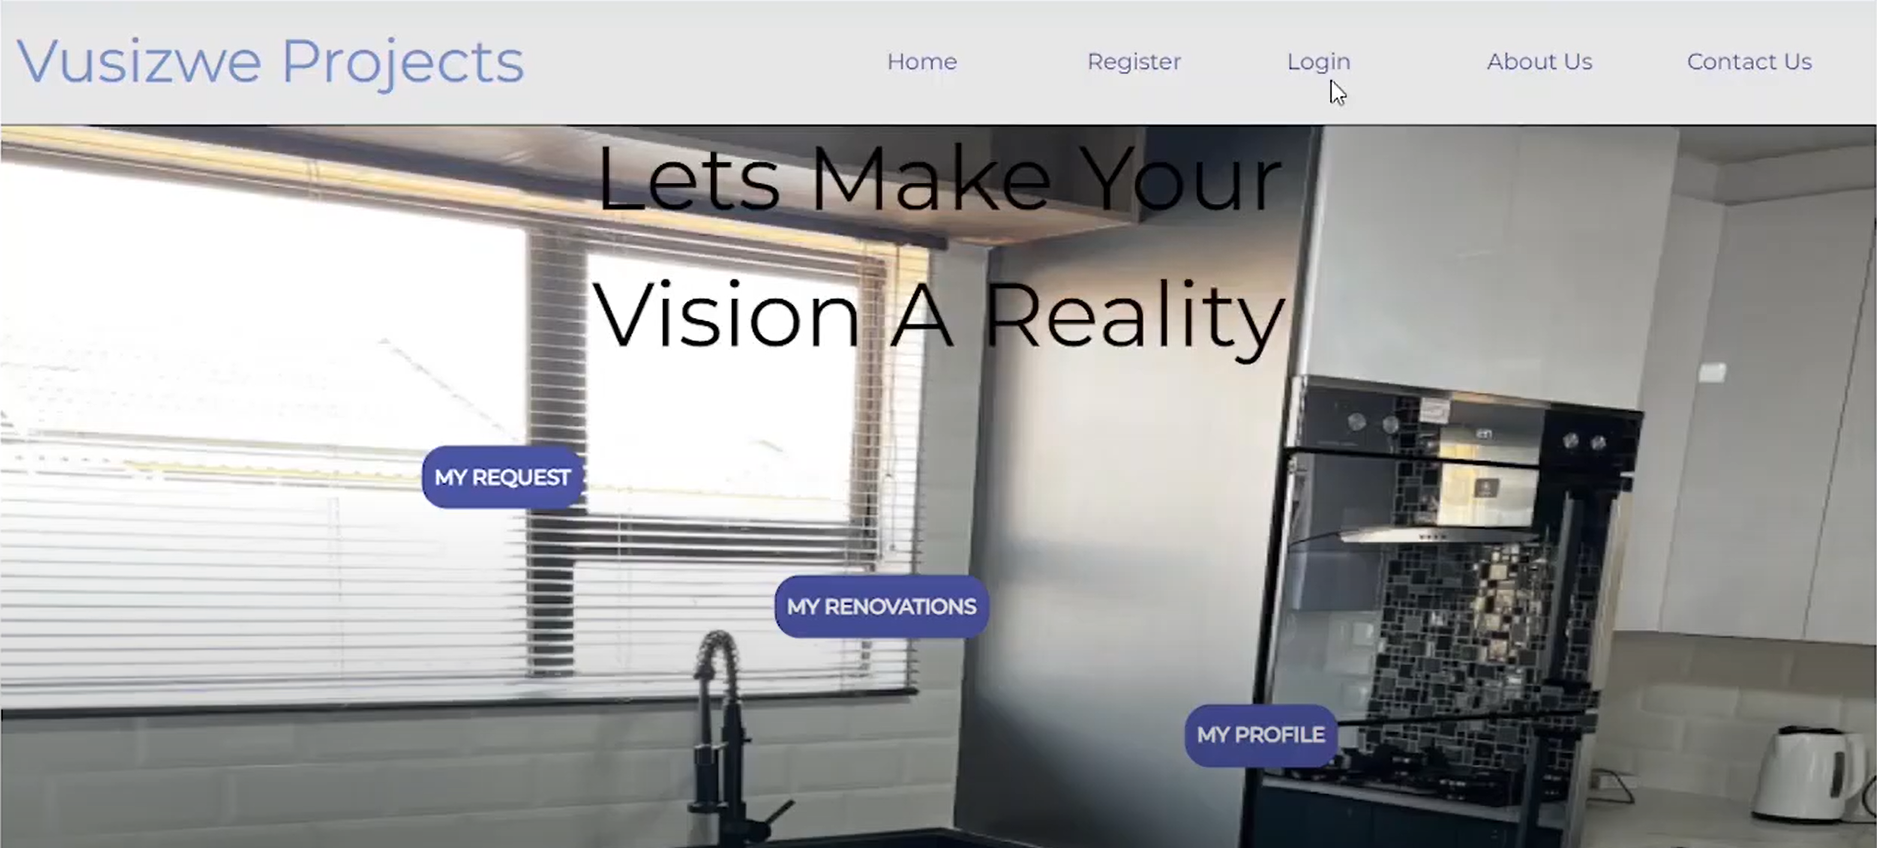 Vusizwe Projects
Home
Register
Login
About Us
Contact Us
Lets Make Your
Vision A Reality
MY REQUEST
MY RENOVATIONS
MY PROFILE